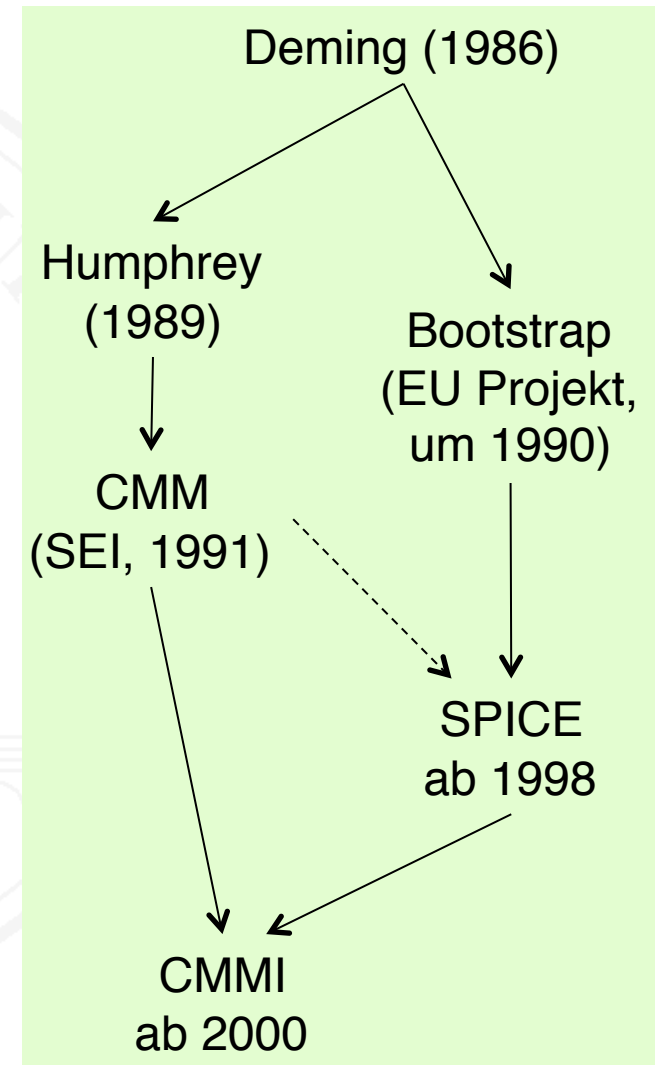 Deming (1986)
Humphrey
(1989)
Bootstrap
(EU Projekt,
um 1990)
CMM
(SEI, 1991)
SPICE
ab 1998
CMMI
ab 2000